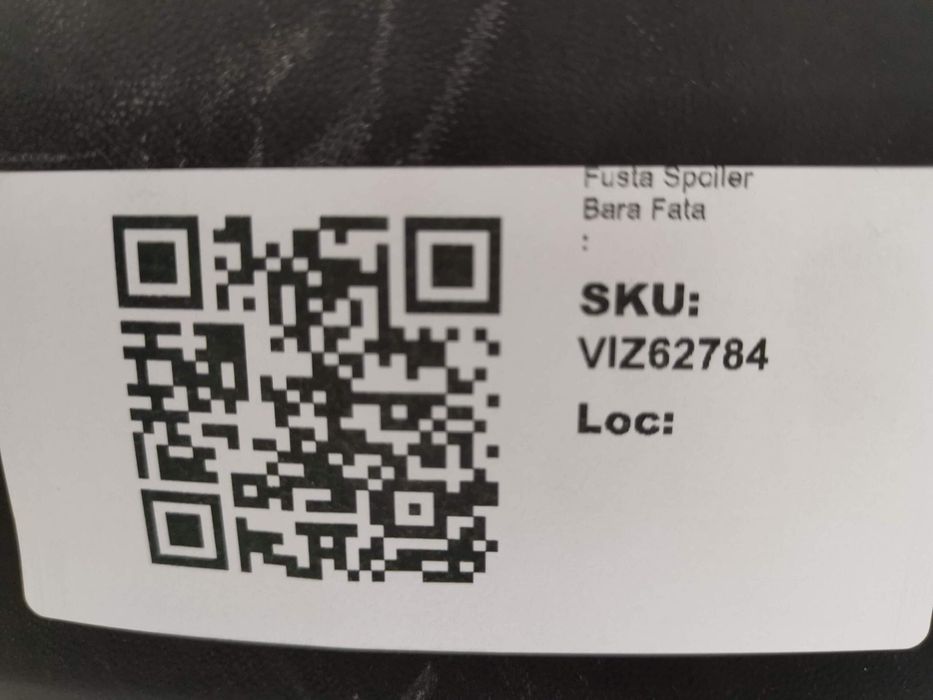 Fusta Spoiler
Bara Fata
:
SKU:
VIZ62784
Loc: